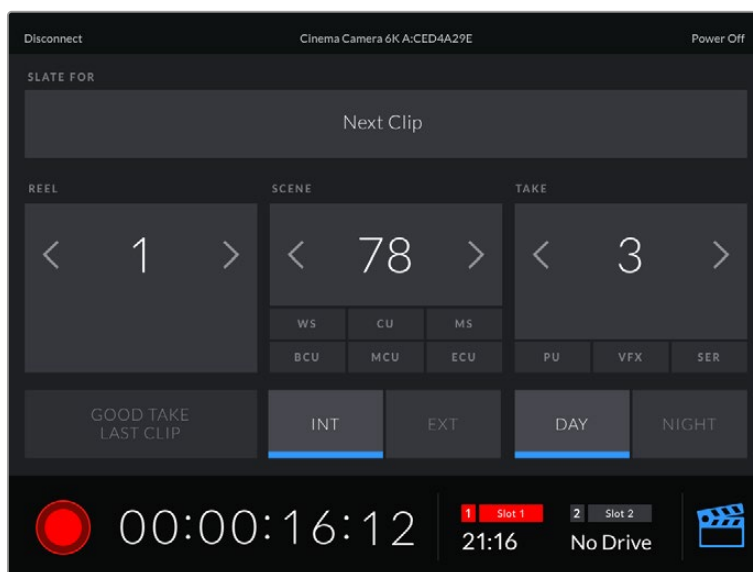 Disconnect Cinema Camera 6K A:CED4A29E Power Off
SLATE FOR
Next Clip
REEL SCENE TAKE
1 78 3
WS CU MS
BCU MCU ECU PU VFX SER
GOOD TAKE
LAST CLIP
INT EXT DAY NIGHT
00:00:16:12
1 Slot 1 2 Slot 2
21:16 No Drive